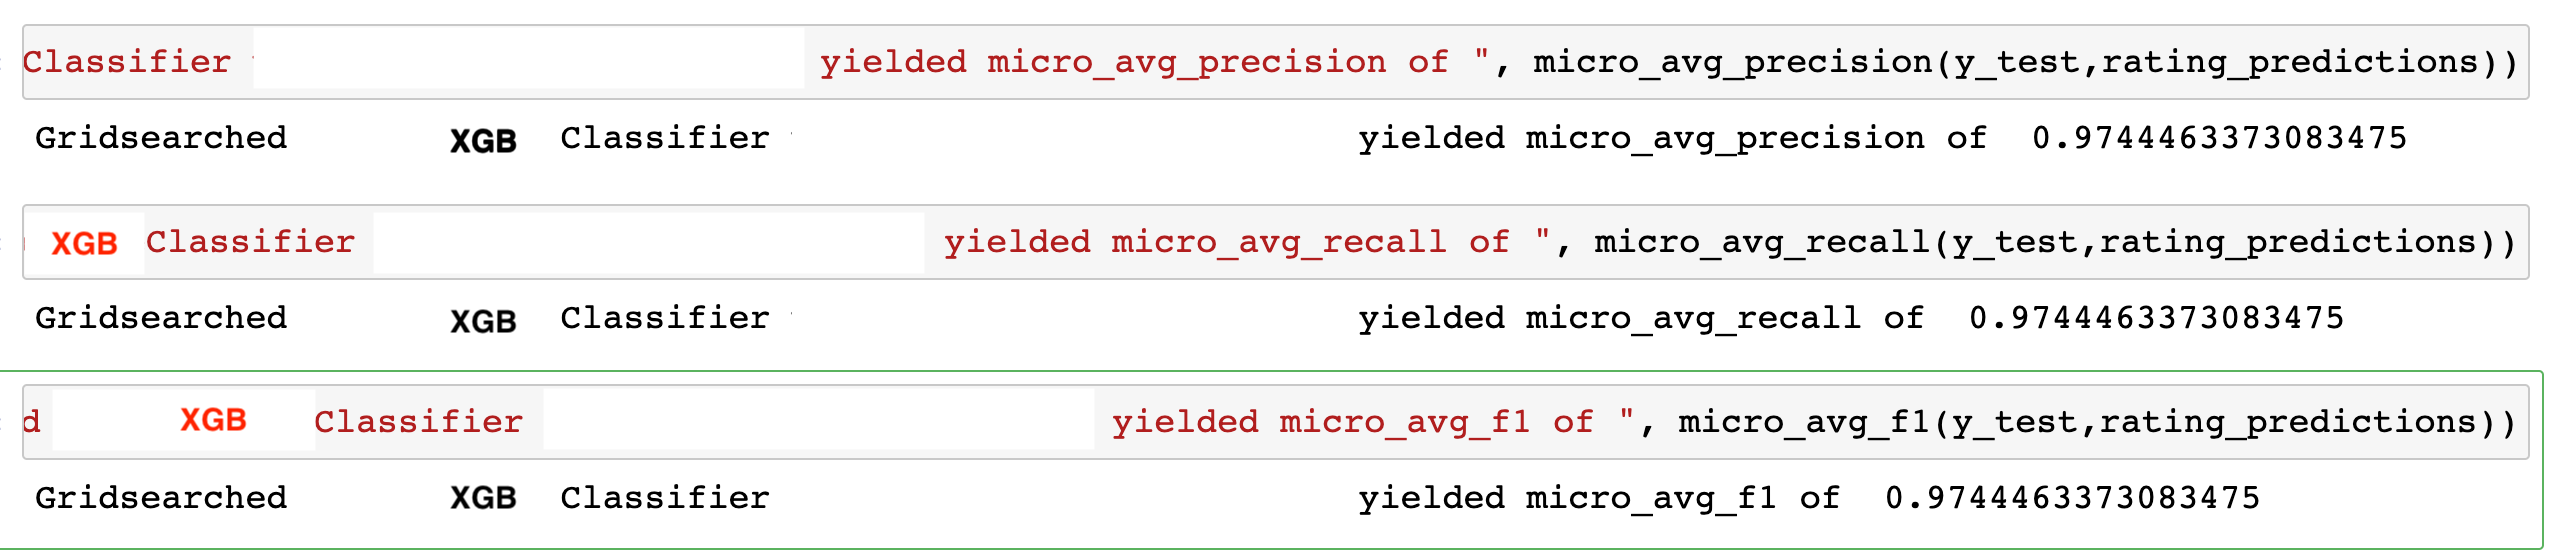 Classifier yielded micro_avg_precision of ", micro_avg_precision(y_test,rating_predictions))
Gridsearched XGB Classifier yielded micro_avg_precision of 0.9744463373083475
XGB Classifier yielded micro_avg_recall of ", micro_avg_recall(y_test,rating_predictions))
Gridsearched XGB Classifier yielded micro_avg_recall of 0.9744463373083475
d XGB Classifier yielded micro_avg_f1 of ", micro_avg_f1(y_test,rating_predictions))
Gridsearched XGB Classifier yielded micro_avg_f1 of 0.9744463373083475